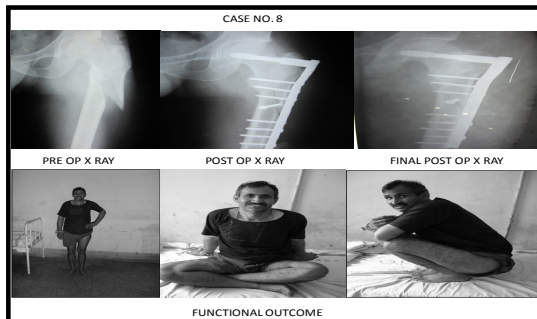 CASE NO. 8
PRE OP X RAY
POST OP X RAY
FINAL POST OP X RAY
FUNCTIONAL OUTCOME